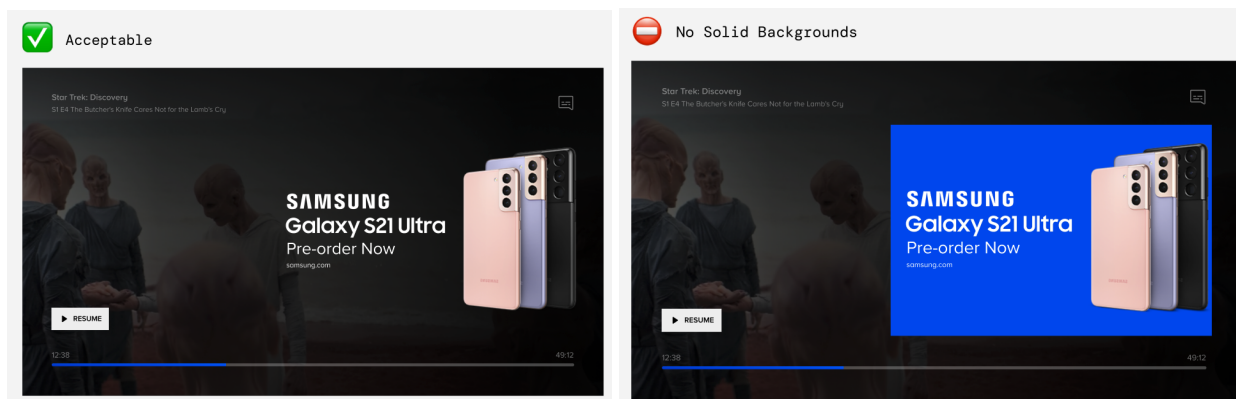 Acceptable
Star Trek: Discovery
S1 E4 The Butcher's Knife Cares Not for the Lamb's Cry
SAMSUNG
Galaxy S21 Ultra
Pre-order Now
samsung.com
RESUME
12:38
49:12
No Solid Backgrounds
Star Trek: Discovery
S1 E4 The Butcher's Knife Cares Not for the Lamb's Cry
SAMSUNG
Galaxy S21 Ultra
Pre-order Now
samsung.com
RESUME
12:38
49:12